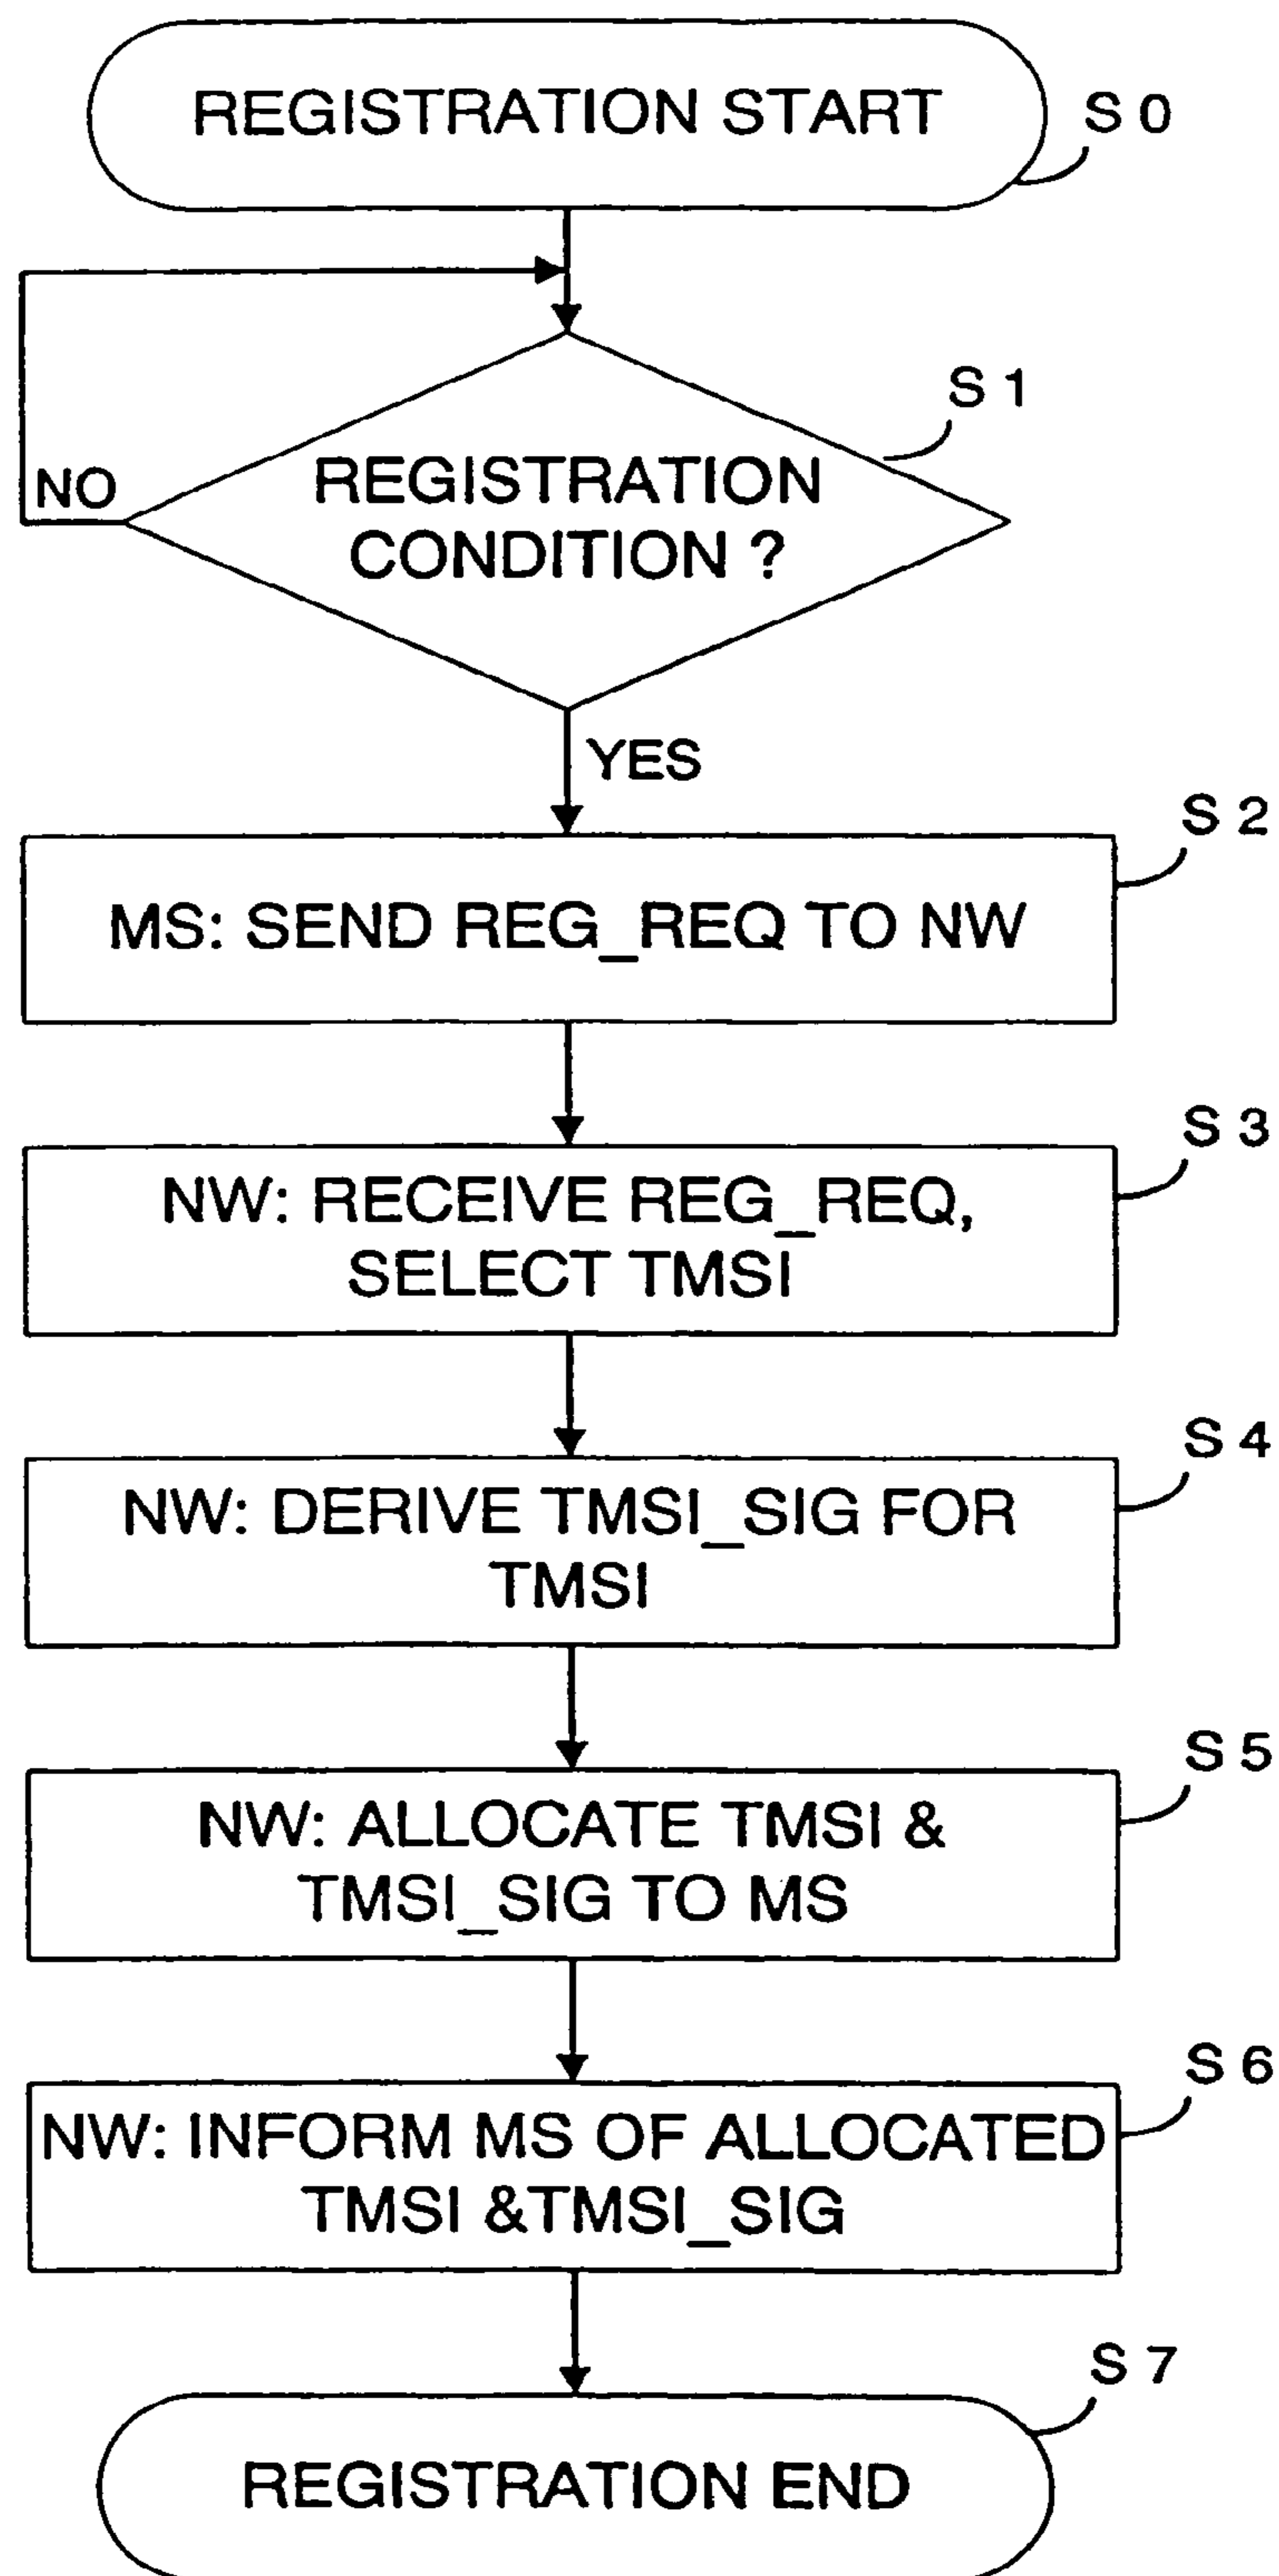 REGISTRATION START
S 0
S 1
REGISTRATION
CONDITION ?
NO
YES
S 2
MS: SEND REG_REQ TO NW
S 3
NW: RECEIVE REG_REQ,
SELECT TMSI
S 4
NW: DERIVE TMSI_SIG FOR
TMSI
S 5
NW: ALLOCATE TMSI &
TMSI_SIG TO MS
S 6
NW: INFORM MS OF ALLOCATED
TMSI &TMSI_SIG
S 7
REGISTRATION END